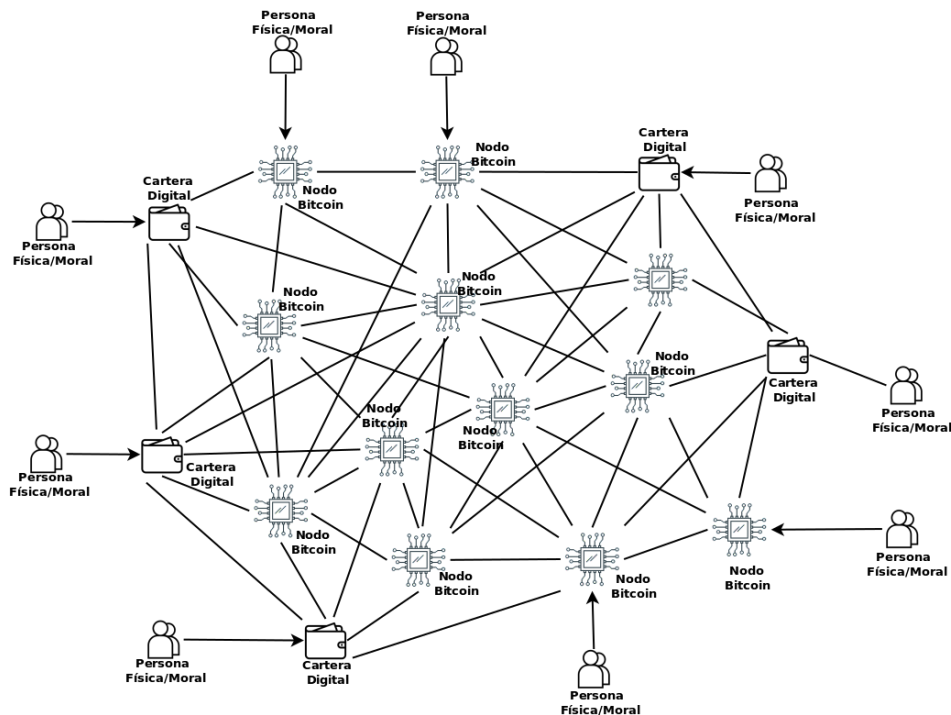 Persona
Física/Moral
Persona
Física/Moral
Cartera
Digital
Nodo
Bitcoin
Persona
Física/Moral
Cartera
Digital
Nodo
Bitcoin
Persona
Física/Moral
Nodo
Bitcoin
Nodo
Bitcoin
Nodo
Bitcoin
Cartera
Digital
Persona
Física/Moral
Nodo
Bitcoin
Nodo
Bitcoin
Persona
Física/Moral
Cartera
Digital
Nodo
Bitcoin
Nodo
Bitcoin
Nodo
Bitcoin
Nodo
Bitcoin
Persona
Física/Moral
Persona
Física/Moral
Cartera
Digital
Persona
Física/Moral